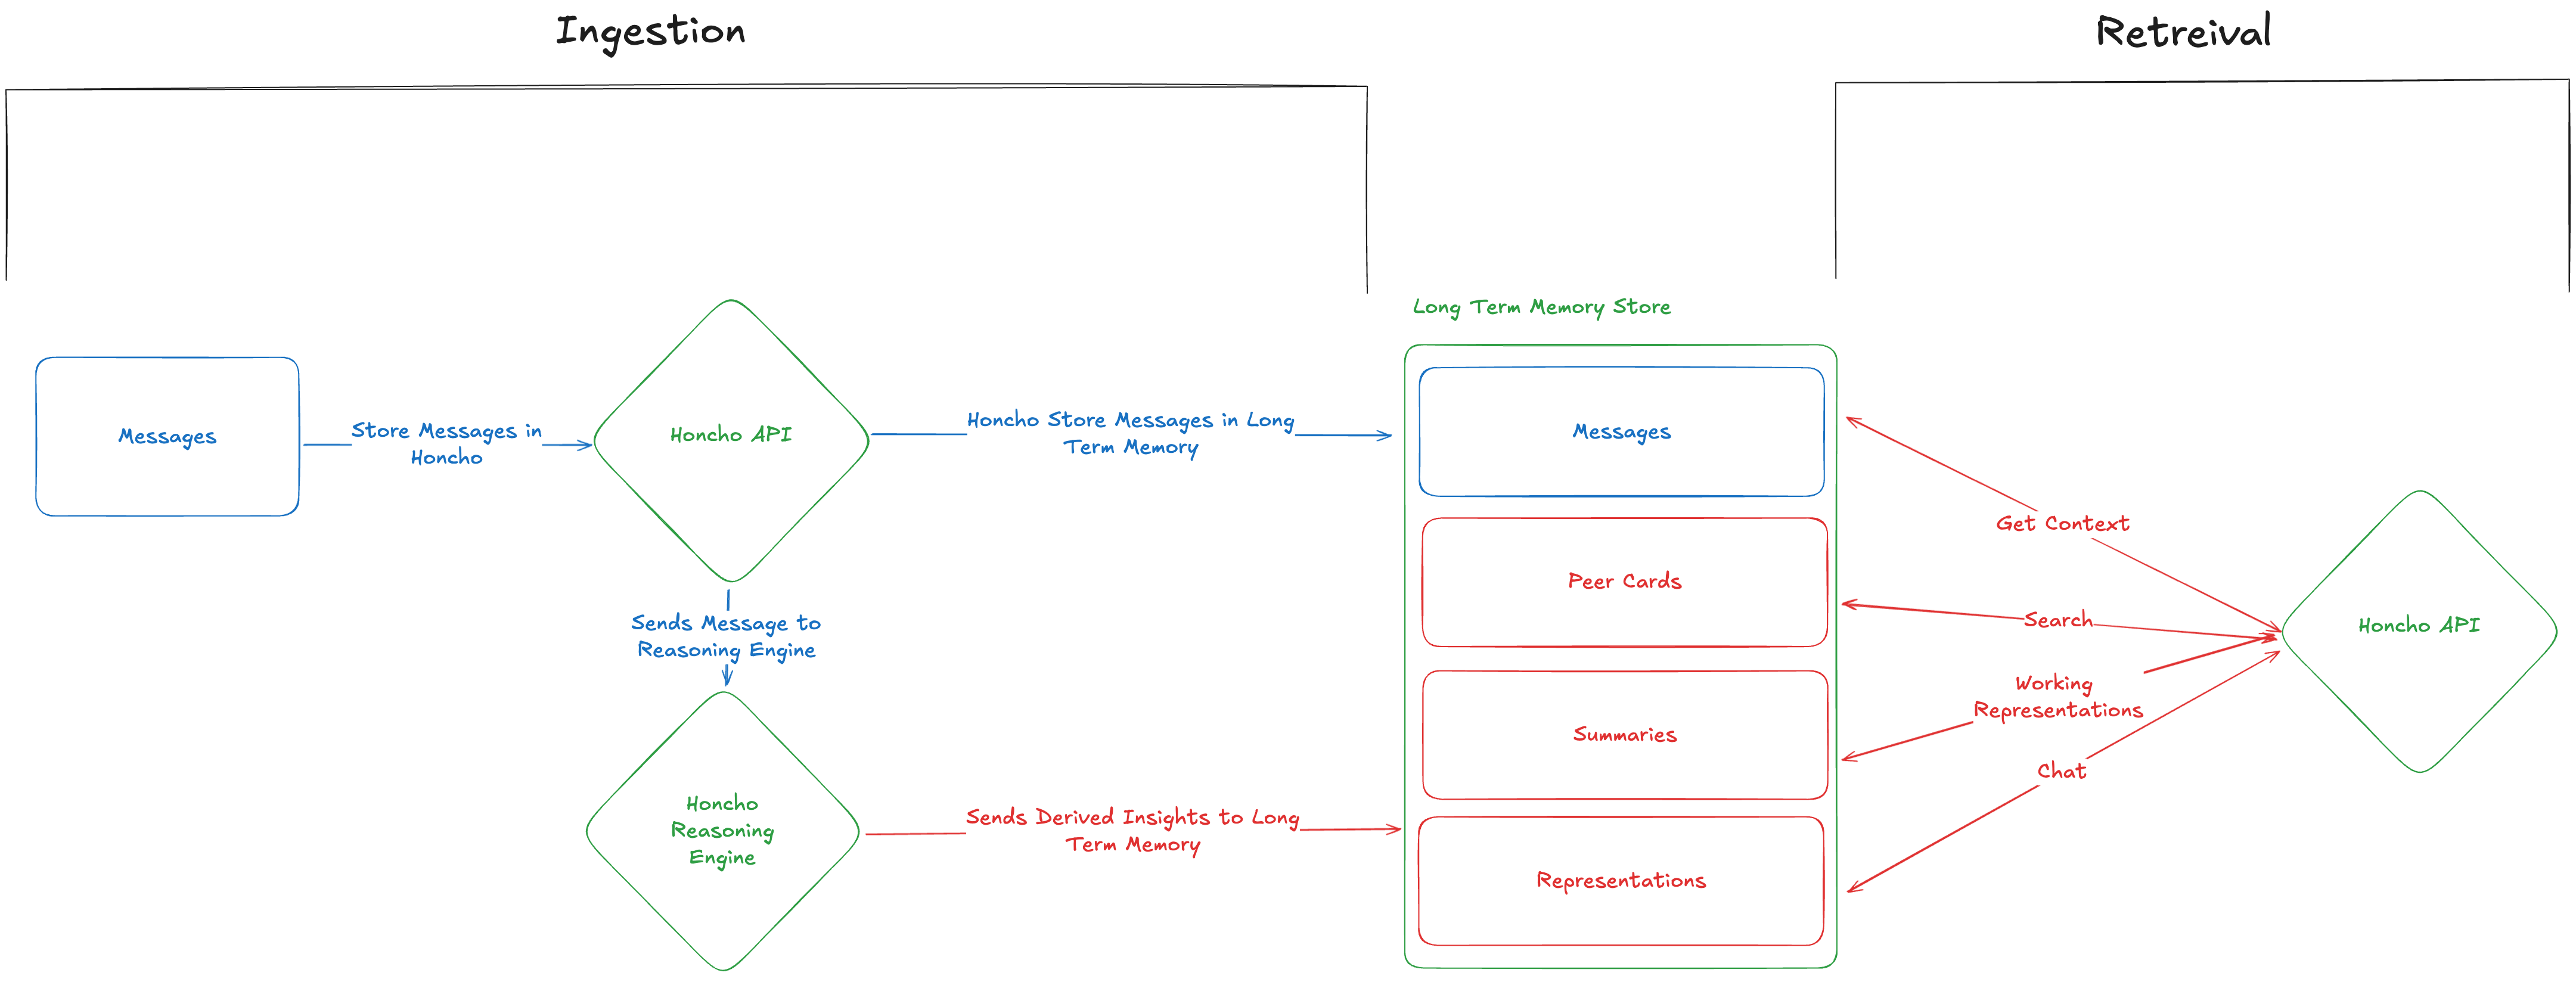 Ingestion
Retreival
Long Term Memory Store
Messages
Store Messages in
Honcho
Honcho API
Honcho Store Messages in Long
Term Memory
Messages
Get Context
Peer Cards
Search
Honcho API
Sends Message to
Reasoning Engine
Working
Representations
Summaries
Chat
Honcho
Reasoning
Engine
Sends Derived Insights to Long
Term Memory
Representations